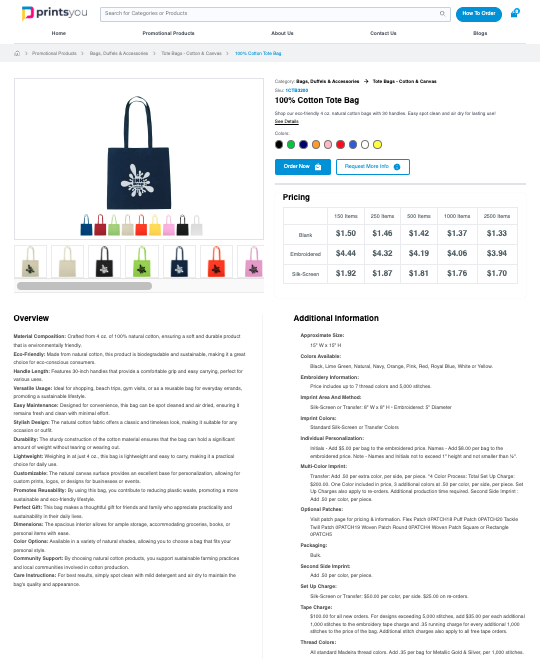 printsyou
Search for Categories or Products
How To Order
Home
Promotional Products
About Us
Contact Us
Blogs
Promotional Products > Bags, Duffels & Accessories > Tote Bags - Cotton & Canvas > 100% Cotton Tote Bag
Category: Bags, Duffels & Accessories → Tote Bags - Cotton & Canvas
Sku:
100% Cotton Tote Bag
Shop our eco-friendly 4 oz. natural cotton bags with 30 handles. Easy spot clean and air dry for lasting use!
See Details
Colors:
Order Now
Request More Info
Pricing
150 Items 250 Items 500 Items 1000 Items 2500 Items
Blank $1.50 $1.46 $1.42 $1.37 $1.33
Embroidered $4.44 $4.32 $4.19 $4.06 $3.94
Silk-Screen $1.92 $1.87 $1.81 $1.76 $1.70
Overview
Material Composition: Crafted from 4 oz. of 100% natural cotton, ensuring a soft and durable product
that is environmentally friendly.
Eco-Friendly: Made from natural cotton, this product is biodegradable and sustainable, making it a great
choice for eco-conscious consumers.
Handle Length: Features 30-inch handles that provide a comfortable grip and easy carrying, perfect for
various uses.
Versatile Usage: Ideal for shopping, beach trips, gym visits, or as a reusable bag for everyday errands,
promoting a sustainable lifestyle.
Easy Maintenance: Designed for convenience, this bag can be spot cleaned and air dried, ensuring it
remains fresh and clean with minimal effort.
Stylish Design: The natural cotton fabric offers a classic and timeless look, making it suitable for any
occasion or outfit.
Durability: The sturdy construction of the cotton material ensures that the bag can hold a significant
amount of weight without tearing or wearing out.
Lightweight: Weighing in at just 4 oz., this bag is lightweight and easy to carry, making it a practical
choice for daily use.
Customizable: The natural canvas surface provides an excellent base for personalization, allowing for
custom prints, logos, or designs for businesses or events.
Promotes Reusability: By using this bag, you contribute to reducing plastic waste, promoting a more
sustainable and eco-friendly lifestyle.
Perfect Gift: This bag makes a thoughtful gift for friends and family who appreciate practicality and
sustainability in their daily lives.
Dimensions: The spacious interior allows for ample storage, accommodating groceries, books, or
personal items with ease.
Color Options: Available in a variety of natural shades, allowing you to choose a bag that fits your
personal style.
Community Support: By choosing natural cotton products, you support sustainable farming practices
and local communities involved in cotton production.
Care Instructions: For best results, simply spot clean with mild detergent and air dry to maintain the
bag's quality and appearance.
Additional Information
Approximate Size:
15" W x 15" H
Colors Available:
Black, Lime Green, Natural, Navy, Orange, Pink, Red, Royal Blue, White or Yellow.
Embroidery Information:
Price includes up to 7 thread colors and 5,000 stitches.
Imprint Area And Method:
Silk-Screen or Transfer: 8" W x 8" H - Embroidered: 5" Diameter
Imprint Colors:
Standard Silk-Screen or Transfer Colors
Individual Personalization:
Initials - Add $5.00 per bag to the embroidered price. Names - Add $8.00 per bag to the
embroidered price. Note - Names and Initials not to exceed 1" height and not smaller than
Multi-Color Imprint:
Transfer: Add .50 per extra color, per side, per piece. *4 Color Process: Total Set Up Charge:
$200.00. One Color included in price, 3 additional colors at .50 per color, per side, per piece. Set
Up Charges also apply to re-orders. Additional production time required. Second Side Imprint :
Add .50 per color, per piece.
Optional Patches:
Visit patch page for pricing & information. Flex Patch 0PATCH18 Puff Patch 0PATCH20 Tackle
Twill Patch 0PATCH19 Woven Patch Round 0PATCH4 Woven Patch Square or Rectangle
0PATCH5
Packaging:
Bulk.
Second Side Imprint:
Add .50 per color, per piece.
Set Up Charge:
Silk-Screen or Transfer: $50.00 per color, per side. $25.00 on re-orders.
Tape Charge:
$100.00 for all new orders. For designs exceeding 5,000 stitches, add $35.00 per each additional
1,000 stitches to the embroidery tape charge and .35 running charge for every additional 1,000
stitches to the price of the bag. Additional stitch charges also apply to all free tape orders.
Thread Colors:
All standard Madeira thread colors. Add .35 per bag for Metallic Gold & Silver, per 1,000 stitches.